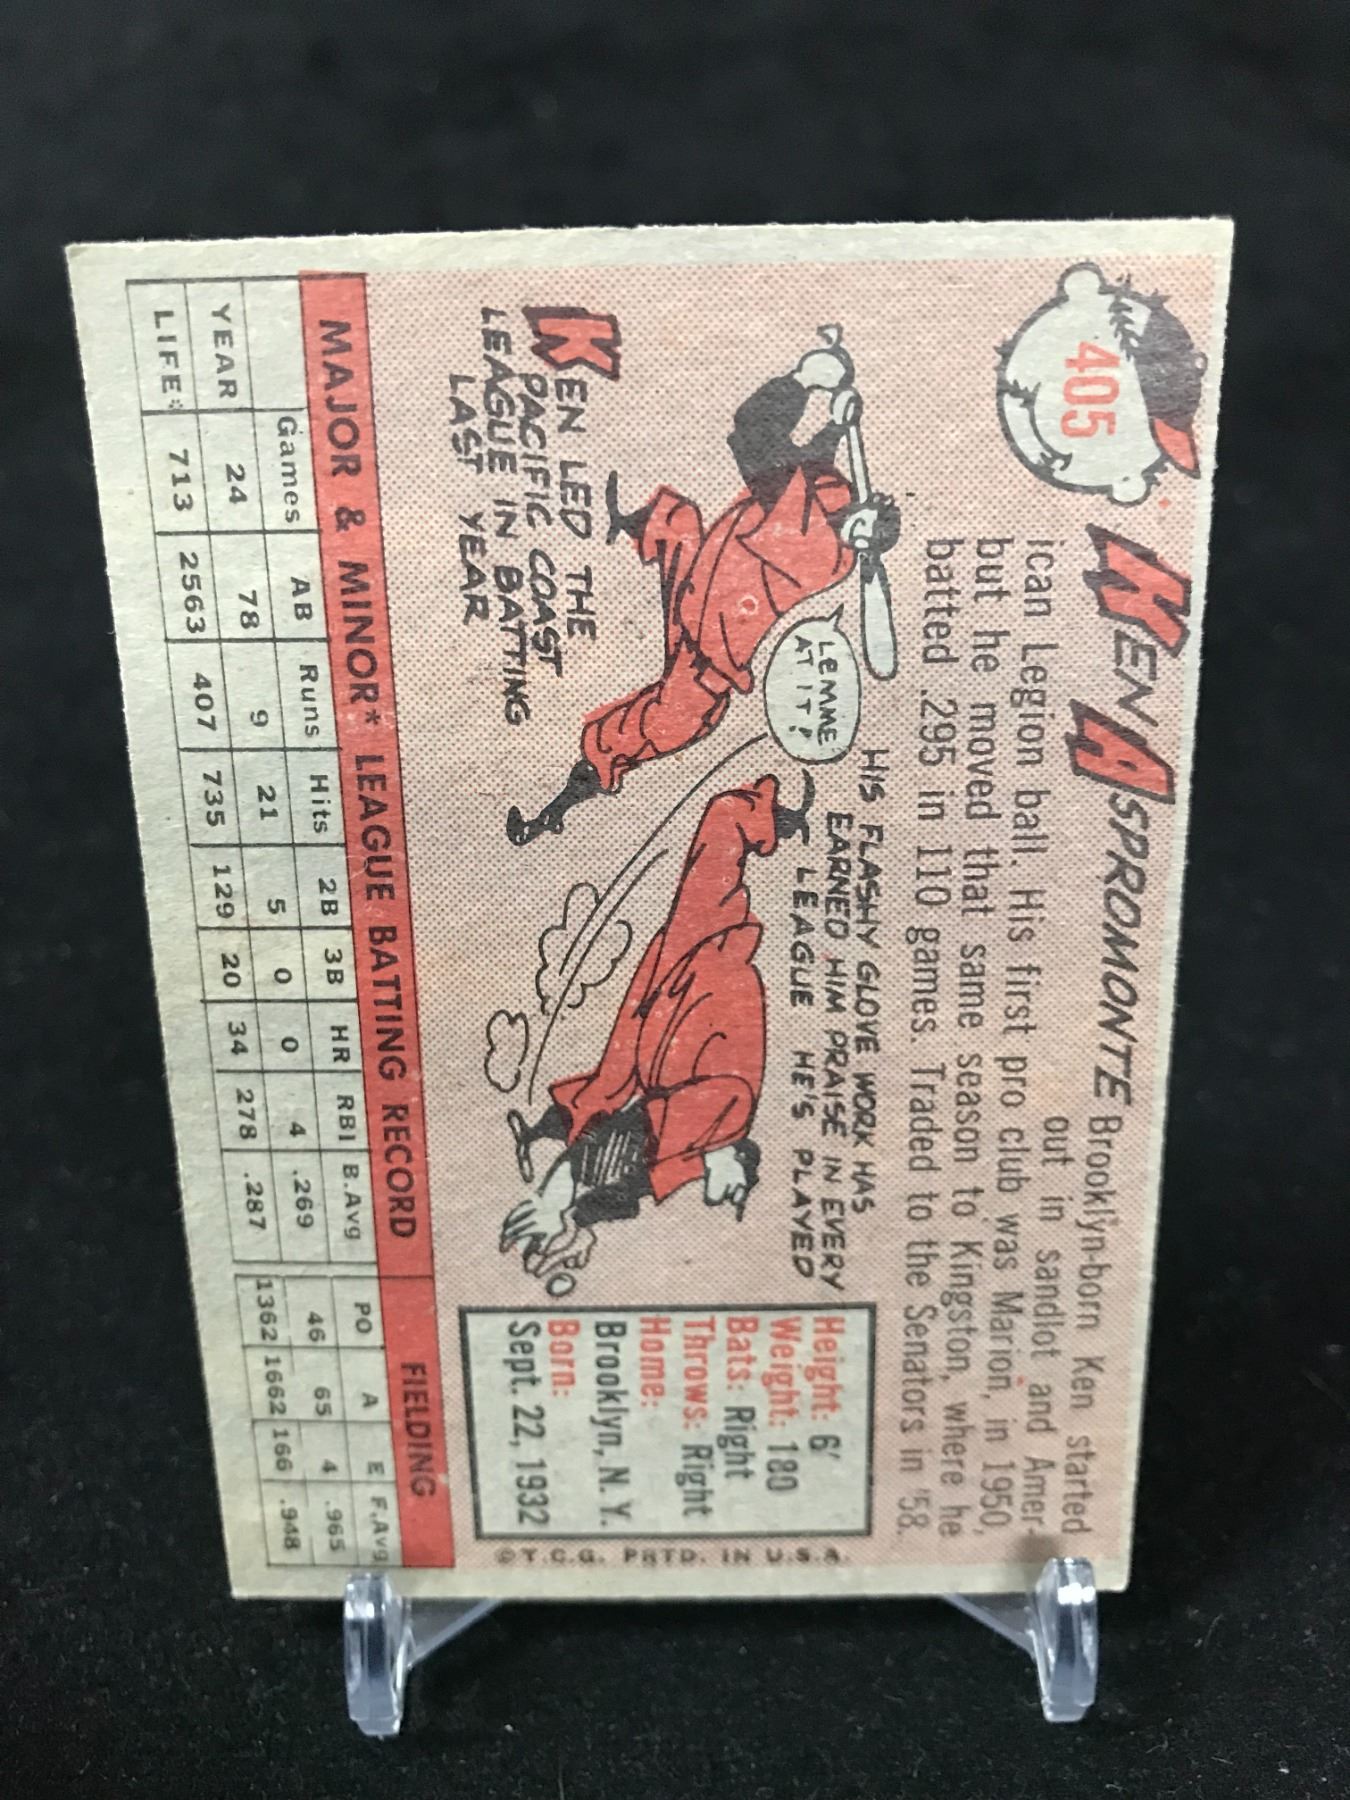 405
KEN ASPROMONTE Brooklyn-born Ken started
out in sandlot and Amer-
ican Legion ball. His first pro club was Marion, in 1950,
but he moved that same season to Kingston, where he
batted .295 in 110 games. Traded to the Senators in '58.
LEMME
AT IT!
HIS FLASHY GLOVE WORK HAS
EARNED HIM PRAISE IN EVERY
LEAGUE HE'S PLAYED
KEN LED THE
PACIFIC COAST
LEAGUE IN BATTING
LAST YEAR
Height: 6'
Weight: 180
Bats: Right
Throws: Right
Home:
Brooklyn, N. Y.
Born:
Sept. 22, 1932
©T.C.G. PRTD. IN U.S.A.
MAJOR & MINOR* LEAGUE BATTING RECORD FIELDING
Games AB Runs Hits 2B 3B HR RBI B.Avg PO A E F.Avg
YEAR 24 78 9 21 5 0 0 4 .269 46 65 4 .965
LIFE* 713 2563 407 735 129 20 34 278 .287 1362 1662 166 .948